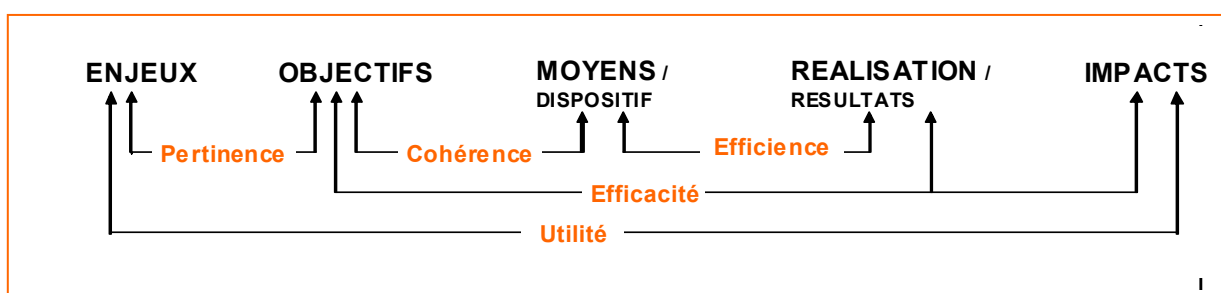 ENJEUX OBJECTIFS MOYENS / REALISATION / IMPACTS
DISPOSITIF RESULTATS
Pertinence Cohérence Efficience
Efficacité
Utilité